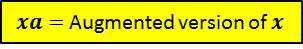 xa = Augmented version of x